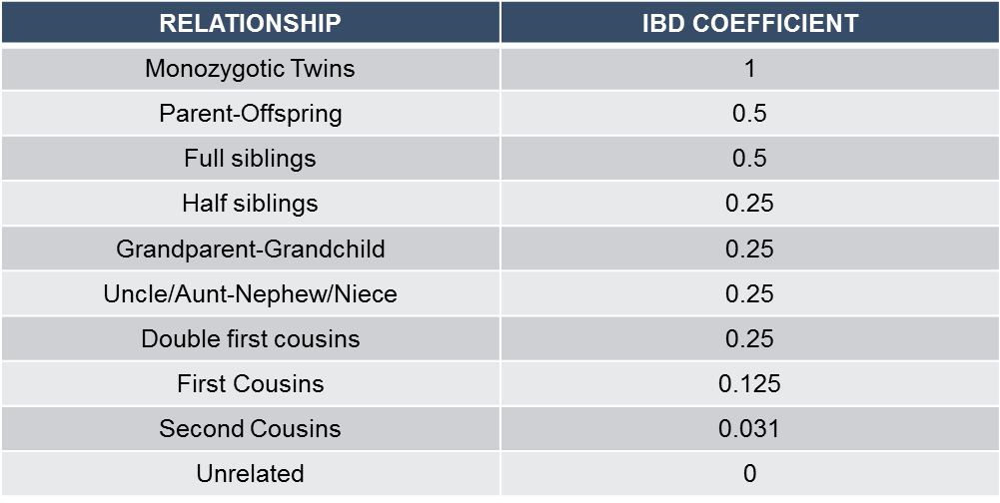 RELATIONSHIP IBD COEFFICIENT
Monozygotic Twins 1
Parent-Offspring 0.5
Full siblings 0.5
Half siblings 0.25
Grandparent-Grandchild 0.25
Uncle/Aunt-Nephew/Niece 0.25
Double first cousins 0.25
First Cousins 0.125
Second Cousins 0.031
Unrelated 0